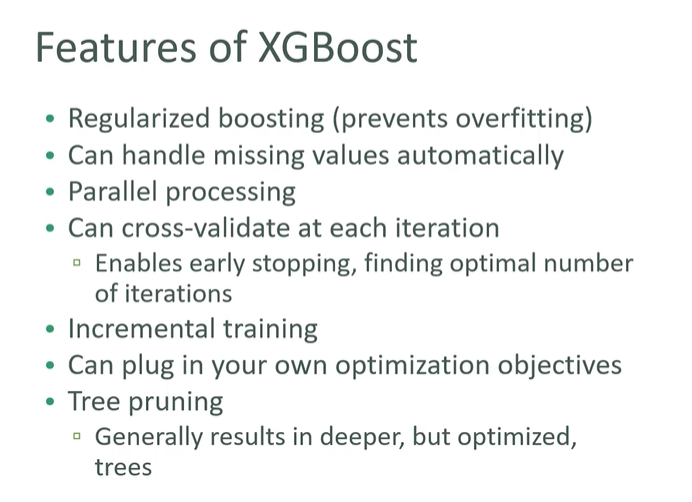 Features of XGBoost
• Regularized boosting (prevents overfitting)
• Can handle missing values automatically
• Parallel processing
• Can cross-validate at each iteration
▫ Enables early stopping, finding optimal number
of iterations
• Incremental training
• Can plug in your own optimization objectives
• Tree pruning
▫ Generally results in deeper, but optimized,
trees